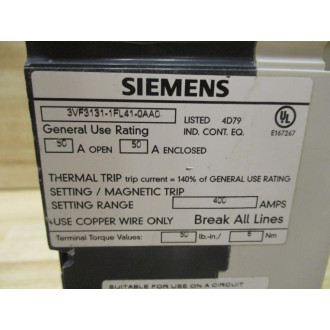 SIEMENS
3VF3131-1FL41-0AA0
LISTED 4D79
IND. CONT. EQ.
UL
E167267
General Use Rating
50 A OPEN 50 A ENCLOSED
THERMAL TRIP trip current = 140% of GENERAL USE RATING
SETTING / MAGNETIC TRIP
SETTING RANGE 400 AMPS
USE COPPER WIRE ONLY Break All Lines
Terminal Torque Values: 50 lb.-in./ 6 Nm
SUITABLE FOR USE ON A CIRCUIT